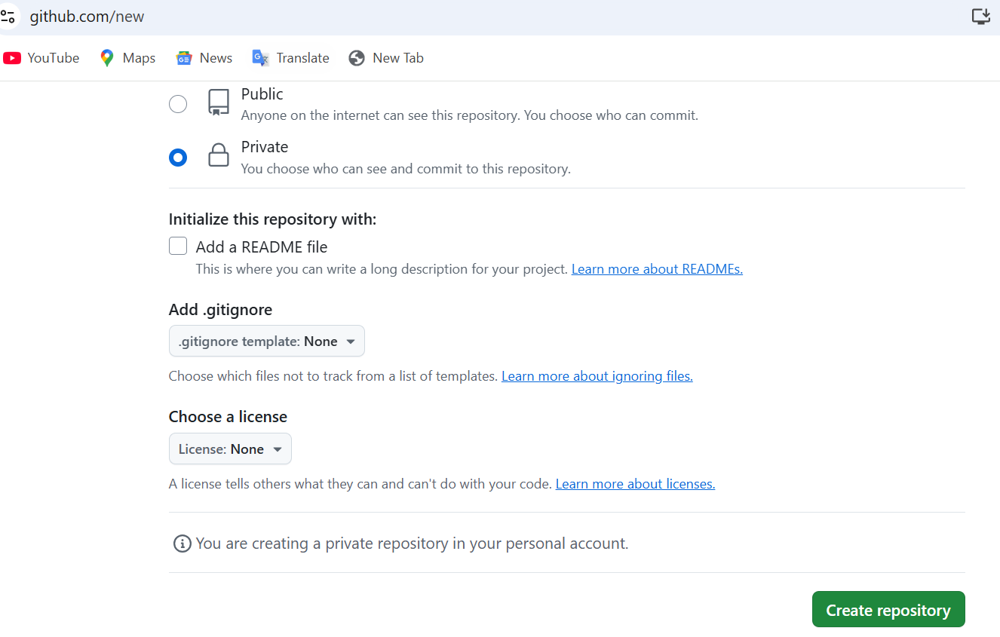 github.com/new
YouTube Maps News Translate New Tab
Public
Anyone on the internet can see this repository. You choose who can commit.
Private
You choose who can see and commit to this repository.
Initialize this repository with:
Add a README file
This is where you can write a long description for your project. Learn more about READMEs.
Add .gitignore
.gitignore template: None
Choose which files not to track from a list of templates. Learn more about ignoring files.
Choose a license
License: None
A license tells others what they can and can't do with your code. Learn more about licenses.
You are creating a private repository in your personal account.
Create repository